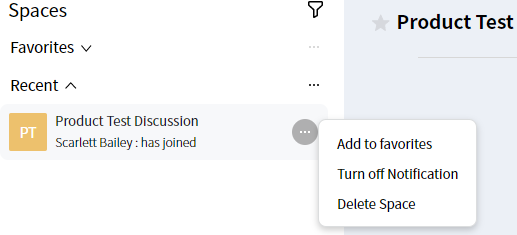 Spaces
Product Test
Favorites
Recent
PT
Product Test Discussion
Scarlett Bailey : has joined
Add to favorites
Turn off Notification
Delete Space